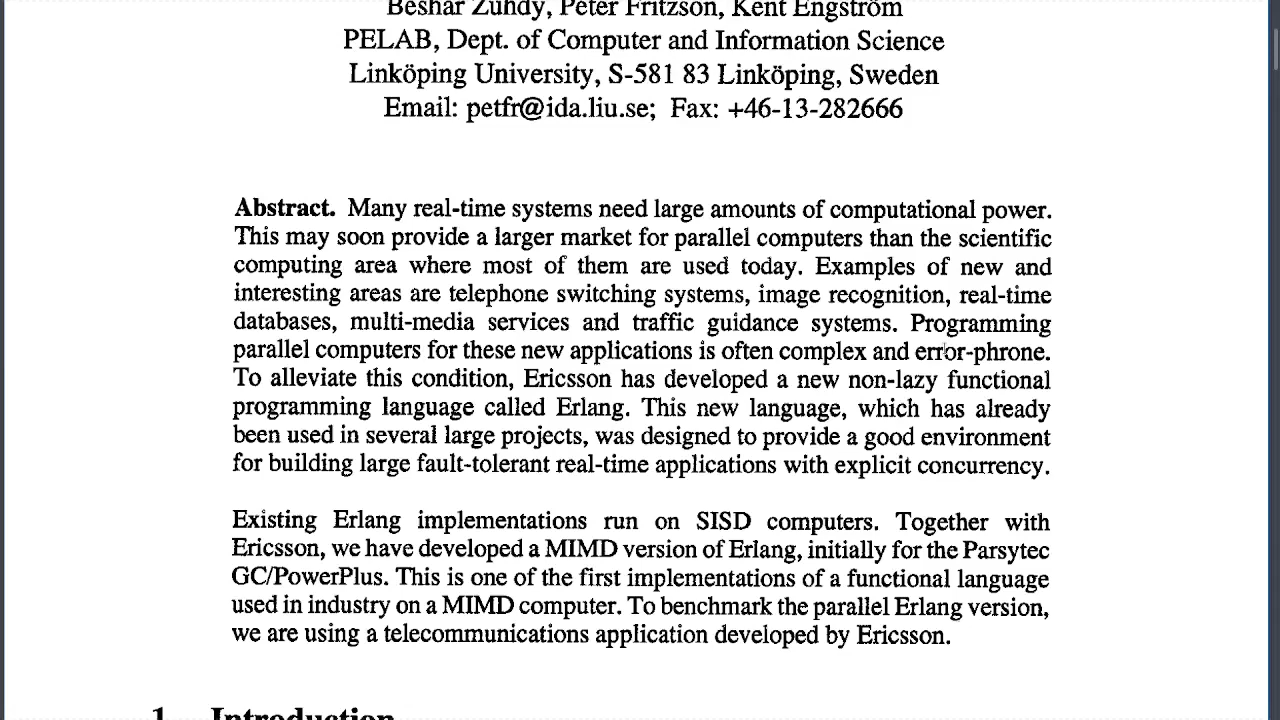 Beshar Zuhdy, Peter Fritzson, Kent Engström
PELAB, Dept. of Computer and Information Science
Linköping University, S-581 83 Linköping, Sweden
Email: petfr@ida.liu.se; Fax: +46-13-282666
Abstract. Many real-time systems need large amounts of computational power.
This may soon provide a larger market for parallel computers than the scientific
computing area where most of them are used today. Examples of new and
interesting areas are telephone switching systems, image recognition, real-time
databases, multi-media services and traffic guidance systems. Programming
parallel computers for these new applications is often complex and error-phrone.
To alleviate this condition, Ericsson has developed a new non-lazy functional
programming language called Erlang. This new language, which has already
been used in several large projects, was designed to provide a good environment
for building large fault-tolerant real-time applications with explicit concurrency.
Existing Erlang implementations run on SISD computers. Together with
Ericsson, we have developed a MIMD version of Erlang, initially for the Parsytec
GC/PowerPlus. This is one of the first implementations of a functional language
used in industry on a MIMD computer. To benchmark the parallel Erlang version,
we are using a telecommunications application developed by Ericsson.
1 Introduction